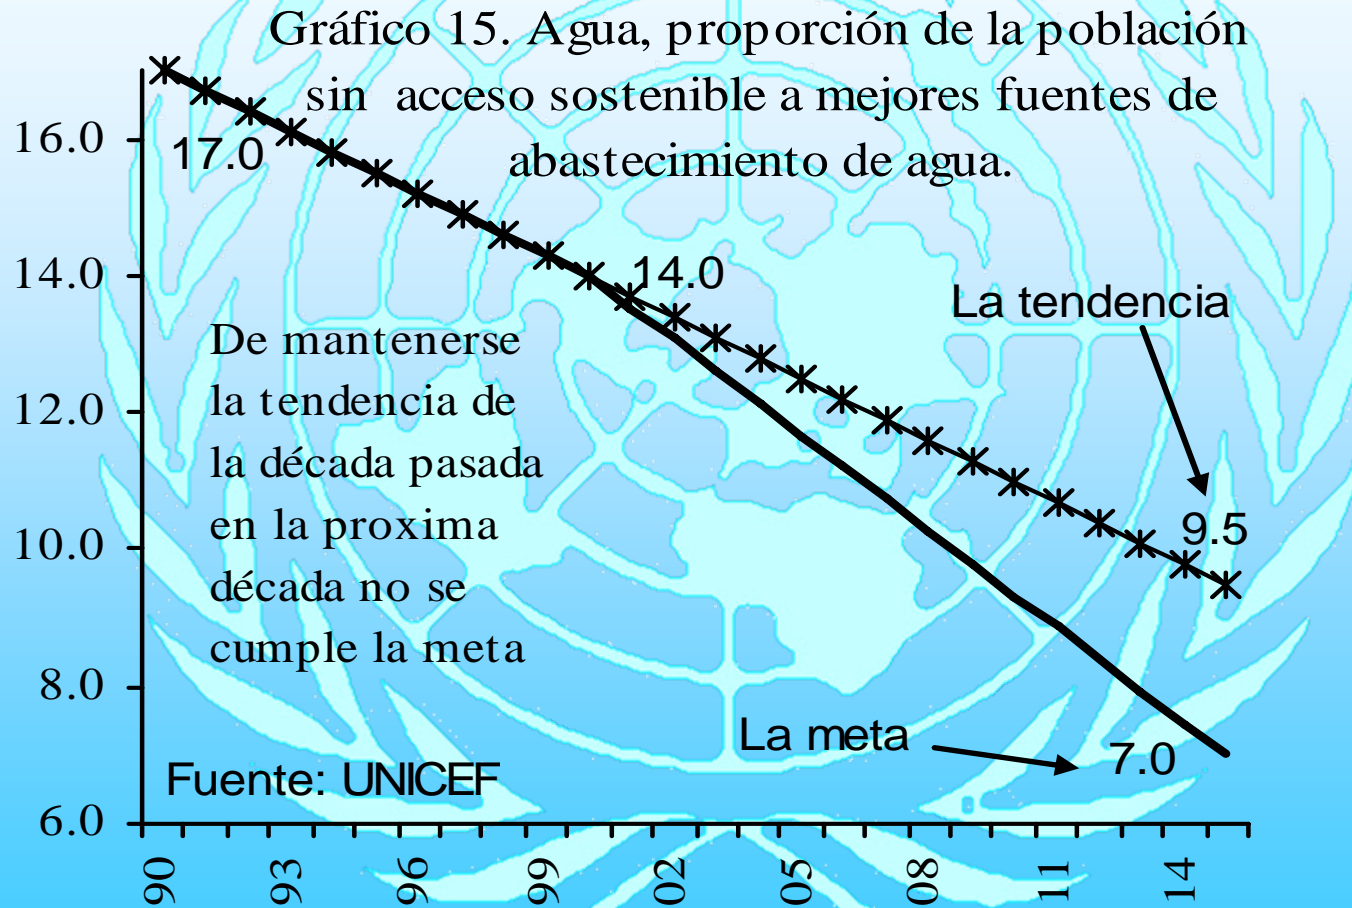 Gráfico 15. Agua, proporción de la población
sin acceso sostenible a mejores fuentes de
abastecimiento de agua.
16.0
17.0
14.0
14.0
La tendencia
De mantenerse
la tendencia de
la década pasada
en la proxima
década no se
cumple la meta
12.0
10.0
9.5
8.0
La meta
7.0
Fuente: UNICEF
6.0
90 93 96 99 02 05 08 11 14